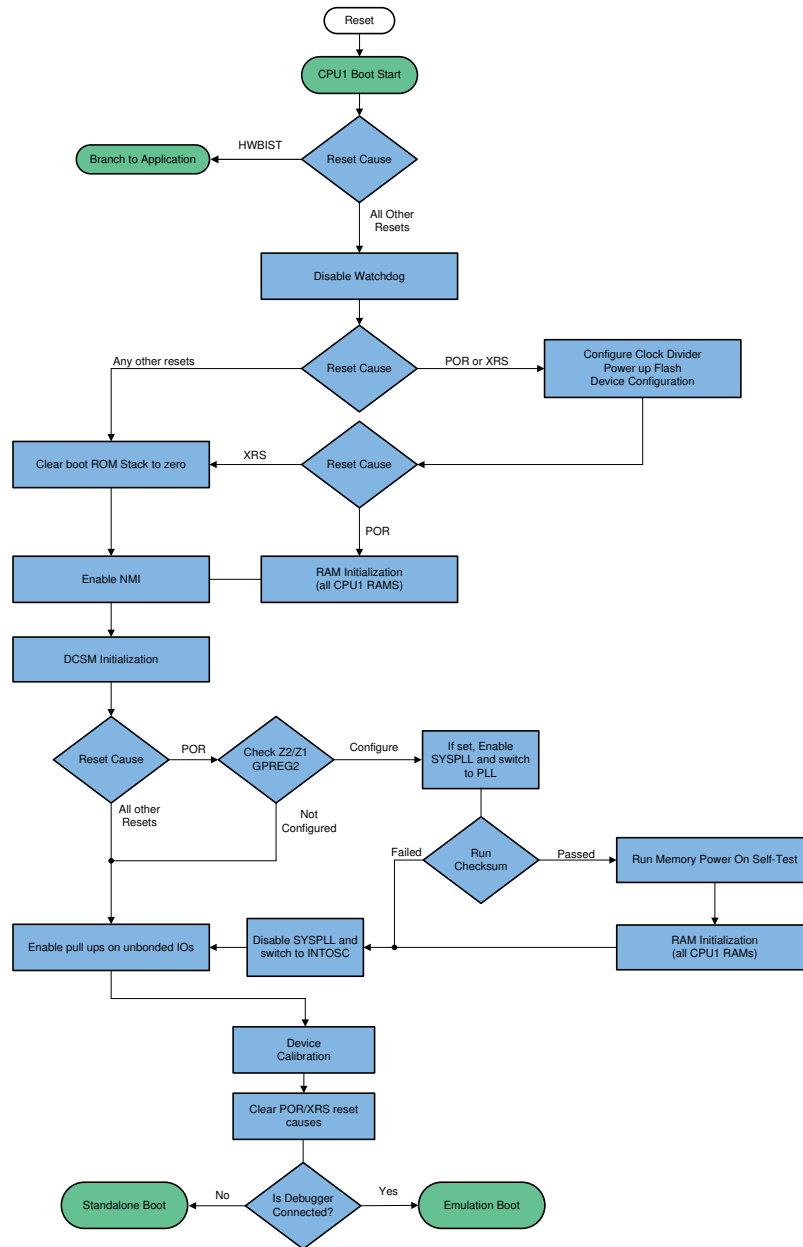 Reset
CPU1 Boot Start
HWBIST
Branch to Application
Reset Cause
All Other
Resets
Disable Watchdog
Any other resets
Reset Cause
POR or XRS
Configure Clock Divider
Power up Flash
Device Configuration
Clear boot ROM Stack to zero
XRS
Reset Cause
POR
Enable NMI
RAM Initialization
(all CPU1 RAMS)
DCSM Initialization
Reset Cause
POR
Check Z2/Z1
GPREG2
Configure
If set, Enable
SYSPLL and switch
to PLL
All other
Resets
Not
Configured
Failed
Run
Checksum
Passed
Run Memory Power On Self-Test
Enable pull ups on unbonded IOs
Disable SYSPLL and
switch to INTOSC
RAM Initialization
(all CPU1 RAMs)
Device
Calibration
Clear POR/XRS reset
causes
Standalone Boot
No
Is Debugger
Connected?
Yes
Emulation Boot